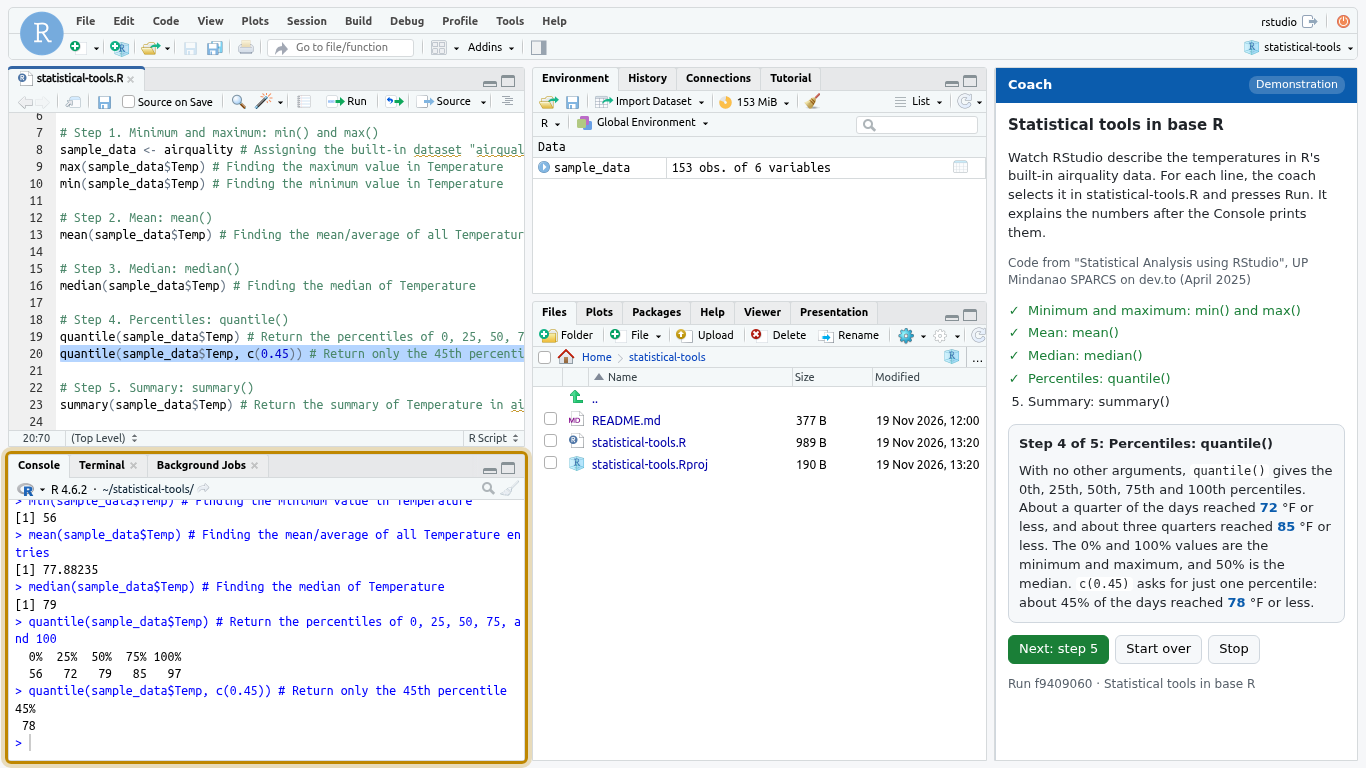 File Edit Code View Plots Session Build Debug Profile Tools Help
rstudio
R
Go to file/function
Addins
statistical-tools
statistical-tools.R
Source on Save
Run
Source
6
7 # Step 1. Minimum and maximum: min() and max()
8 sample_data <- airquality # Assigning the built-in dataset "airqual
9 max(sample_data$Temp) # Finding the maximum value in Temperature
10 min(sample_data$Temp) # Finding the minimum value in Temperature
11
12 # Step 2. Mean: mean()
13 mean(sample_data$Temp) # Finding the mean/average of all Temperatur
14
15 # Step 3. Median: median()
16 median(sample_data$Temp) # Finding the median of Temperature
17
18 # Step 4. Percentiles: quantile()
19 quantile(sample_data$Temp) # Return the percentiles of 0, 25, 50, 7
20 quantile(sample_data$Temp, c(0.45)) # Return only the 45th percenti
21
22 # Step 5. Summary: summary()
23 summary(sample_data$Temp) # Return the summary of Temperature in ai
24
20:70 (Top Level) R Script
Console Terminal Background Jobs
R 4.6.2 · ~/statistical-tools/
> min(sample_data$Temp) # Finding the minimum value in Temperature
[1] 56
> mean(sample_data$Temp) # Finding the mean/average of all Temperature en
tries
[1] 77.88235
> median(sample_data$Temp) # Finding the median of Temperature
[1] 79
> quantile(sample_data$Temp) # Return the percentiles of 0, 25, 50, 75, a
nd 100
0% 25% 50% 75% 100%
56 72 79 85 97
> quantile(sample_data$Temp, c(0.45)) # Return only the 45th percentile
45%
78
>
Environment History Connections Tutorial
Import Dataset 153 MiB List
R Global Environment
Data
sample_data 153 obs. of 6 variables
Files Plots Packages Help Viewer Presentation
Folder File Upload Delete Rename
Home statistical-tools ...
Name Size Modified
..
README.md 377 B 19 Nov 2026, 12:00
statistical-tools.R 989 B 19 Nov 2026, 13:20
statistical-tools.Rproj 190 B 19 Nov 2026, 13:20
Coach Demonstration
Statistical tools in base R
Watch RStudio describe the temperatures in R's
built-in airquality data. For each line, the coach
selects it in statistical-tools.R and presses Run. It
explains the numbers after the Console prints
them.
Code from "Statistical Analysis using RStudio", UP
Mindanao SPARCS on dev.to (April 2025)
✓ Minimum and maximum: min() and max()
✓ Mean: mean()
✓ Median: median()
✓ Percentiles: quantile()
5. Summary: summary()
Step 4 of 5: Percentiles: quantile()
With no other arguments, quantile() gives the
0th, 25th, 50th, 75th and 100th percentiles.
About a quarter of the days reached 72 °F or
less, and about three quarters reached 85 °F or
less. The 0% and 100% values are the
minimum and maximum, and 50% is the
median. c(0.45) asks for just one percentile:
about 45% of the days reached 78 °F or less.
Next: step 5 Start over Stop
Run f9409060 · Statistical tools in base R